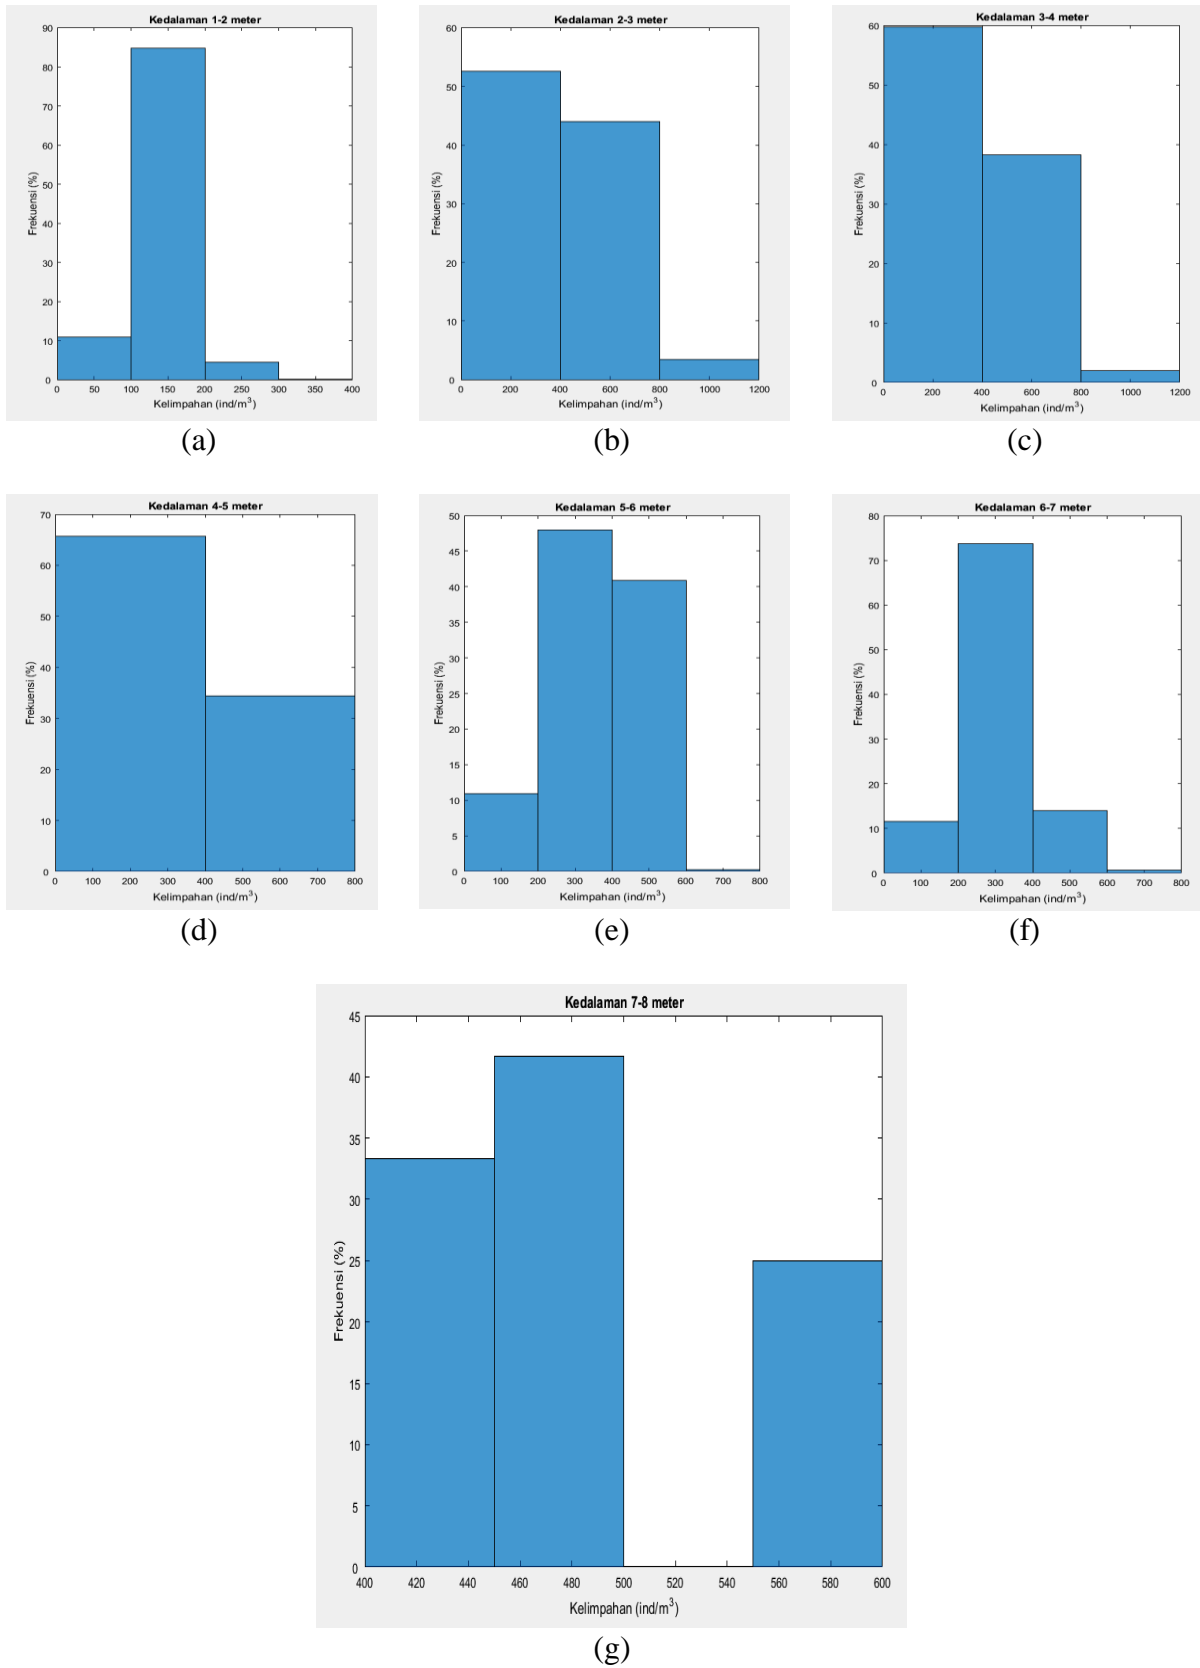 Kedalaman 1-2 meter
90
80
70
60
50
40
30
20
10
0
Frekuensi (%)
0 50 100 150 200 250 300 350 400
Kelimpahan (ind/m³)
(a)
Kedalaman 2-3 meter
60
50
40
30
20
10
0
Frekuensi (%)
0 200 400 600 800 1000 1200
Kelimpahan (ind/m³)
(b)
Kedalaman 3-4 meter
60
50
40
30
20
10
0
Frekuensi (%)
0 200 400 600 800 1000 1200
Kelimpahan (ind/m³)
(c)
Kedalaman 4-5 meter
70
60
50
40
30
20
10
0
Frekuensi (%)
0 100 200 300 400 500 600 700 800
Kelimpahan (ind/m³)
(d)
Kedalaman 5-6 meter
50
45
40
35
30
25
20
15
10
5
0
Frekuensi (%)
0 100 200 300 400 500 600 700 800
Kelimpahan (ind/m³)
(e)
Kedalaman 6-7 meter
80
70
60
50
40
30
20
10
0
Frekuensi (%)
0 100 200 300 400 500 600 700 800
Kelimpahan (ind/m³)
(f)
Kedalaman 7-8 meter
45
40
35
30
25
20
15
10
5
0
Frekuensi (%)
400 420 440 460 480 500 520 540 560 580 600
Kelimpahan (ind/m³)
(g)